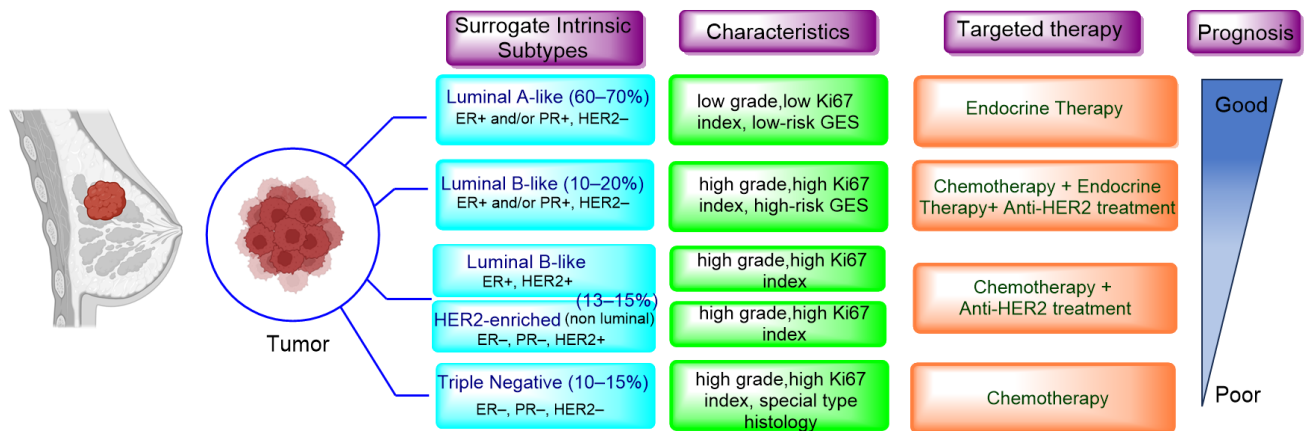 Surrogate Intrinsic
Subtypes
Characteristics
Targeted therapy
Prognosis
Luminal A-like (60–70%)
ER+ and/or PR+, HER2–
low grade,low Ki67
index, low-risk GES
Endocrine Therapy
Good
Luminal B-like (10–20%)
ER+ and/or PR+, HER2–
high grade,high Ki67
index, high-risk GES
Chemotherapy + Endocrine
Therapy+ Anti-HER2 treatment
Luminal B-like
ER+, HER2+
high grade,high Ki67
index
(13–15%)
HER2-enriched (non luminal)
ER–, PR–, HER2+
high grade,high Ki67
index
Chemotherapy +
Anti-HER2 treatment
Tumor
Triple Negative (10–15%)
ER–, PR–, HER2–
high grade,high Ki67
index, special type
histology
Chemotherapy
Poor